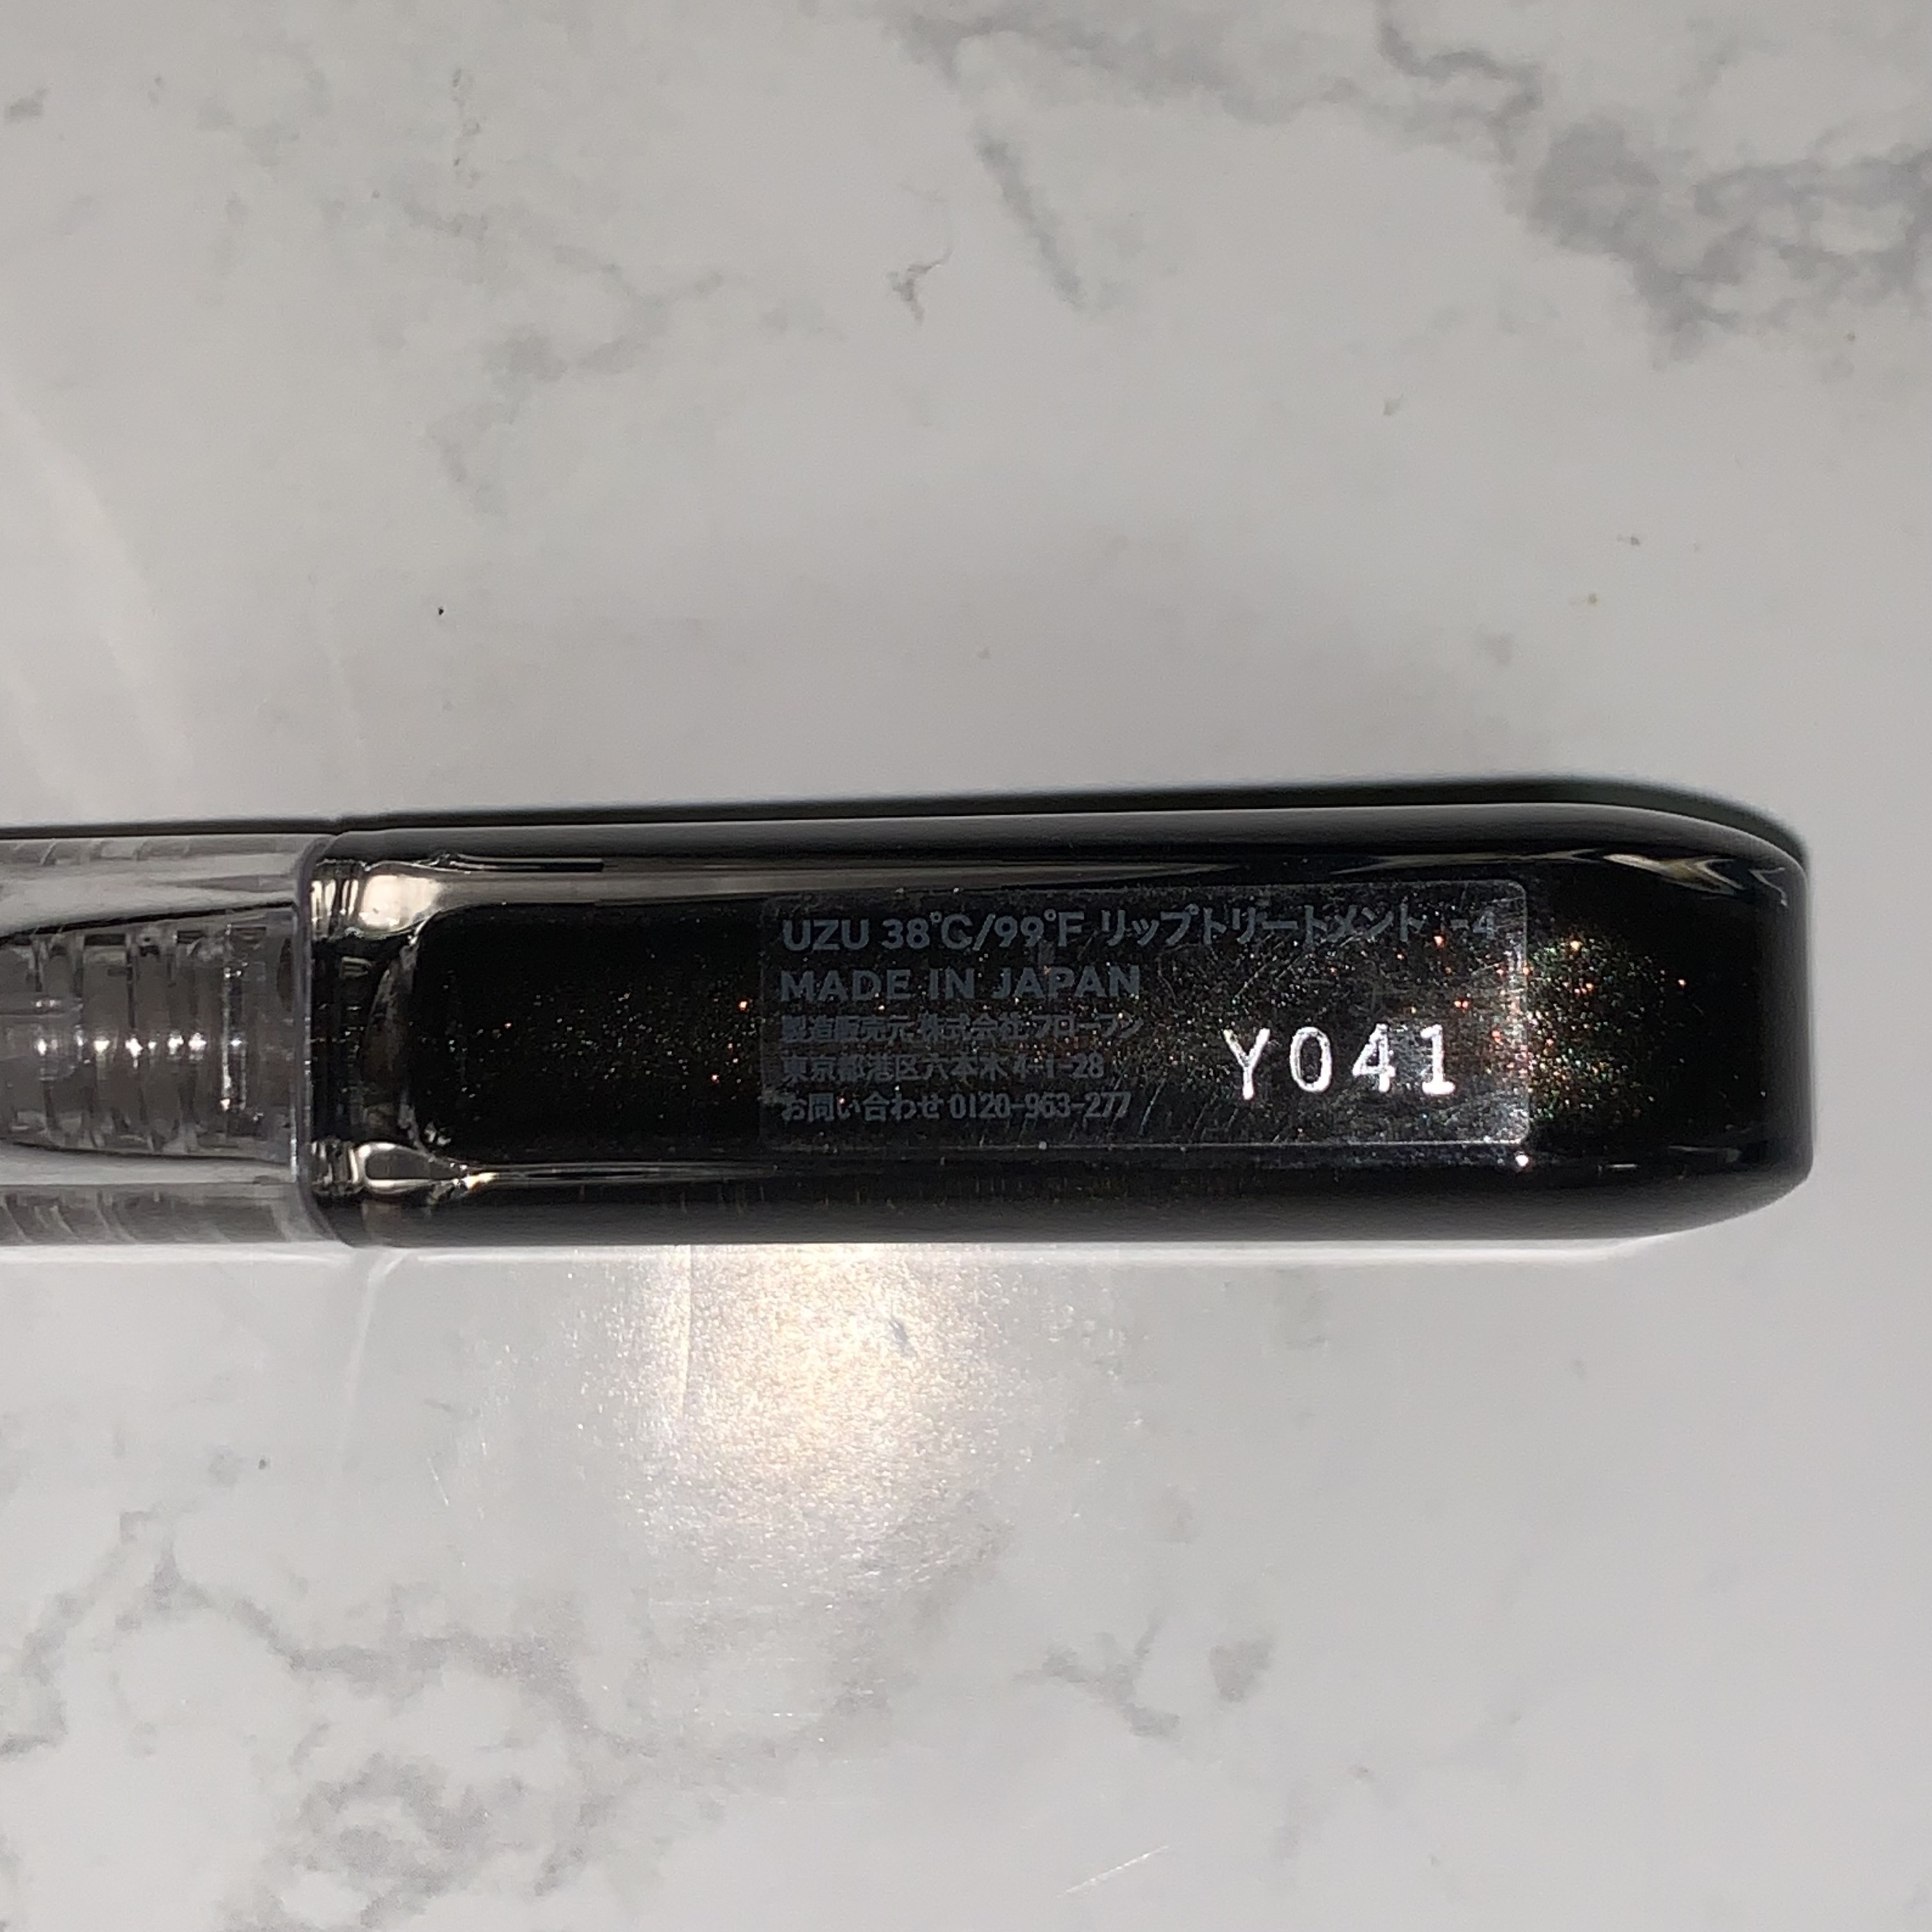 UZU 38℃/99℉ リップトリートメント -4
MADE IN JAPAN
製造販売元 株式会社 フローフシ
東京都港区六本木 4-1-28
お問い合わせ 0120-963-277
Y041